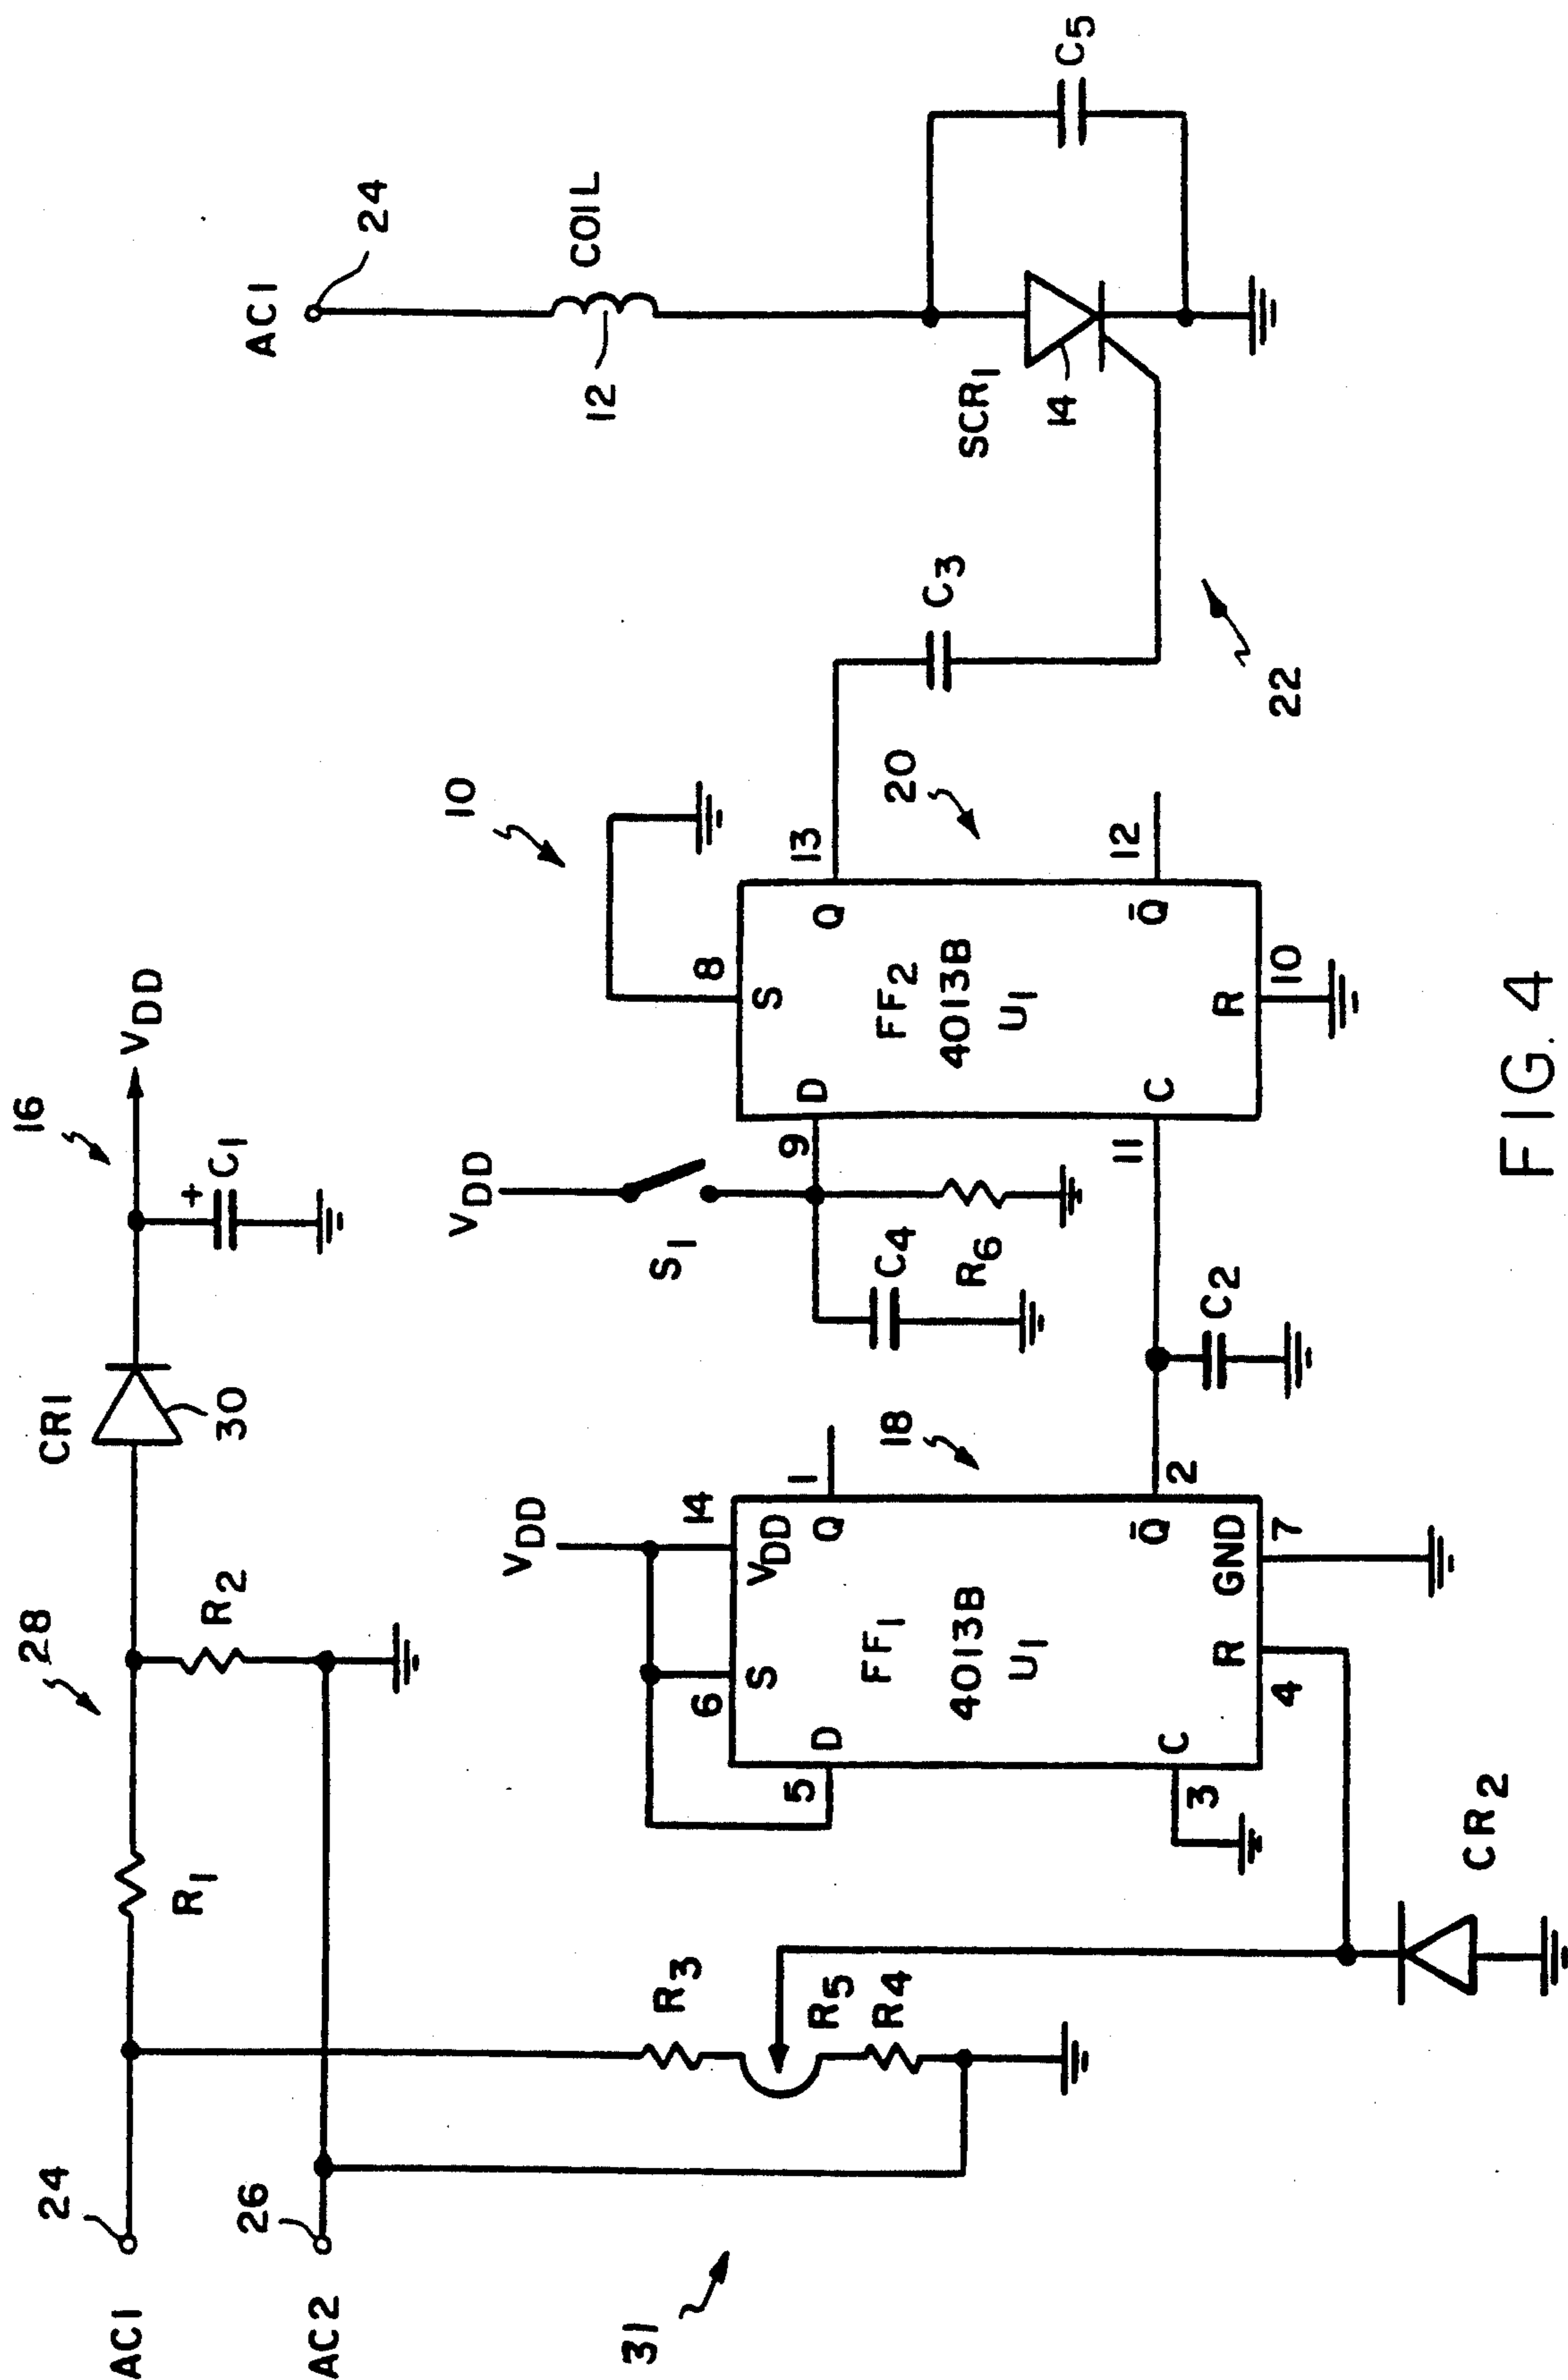 AC1
24
AC2
26
31
28
R1
R2
CR1
30
16
C1
+
VDD
R3
R5
R4
CR2
VDD
14
6
S
VDD
5
D
Q
1
FF1
4013B
U1
18
3
C
R
4
GND
7
Q̄
2
C2
VDD
S1
C4
R6
9
D
8
S
10
Q
13
FF2
4013B
U1
20
11
C
R
10
Q̄
12
C3
22
AC1
24
COIL
12
SCR1
14
C5
FIG. 4